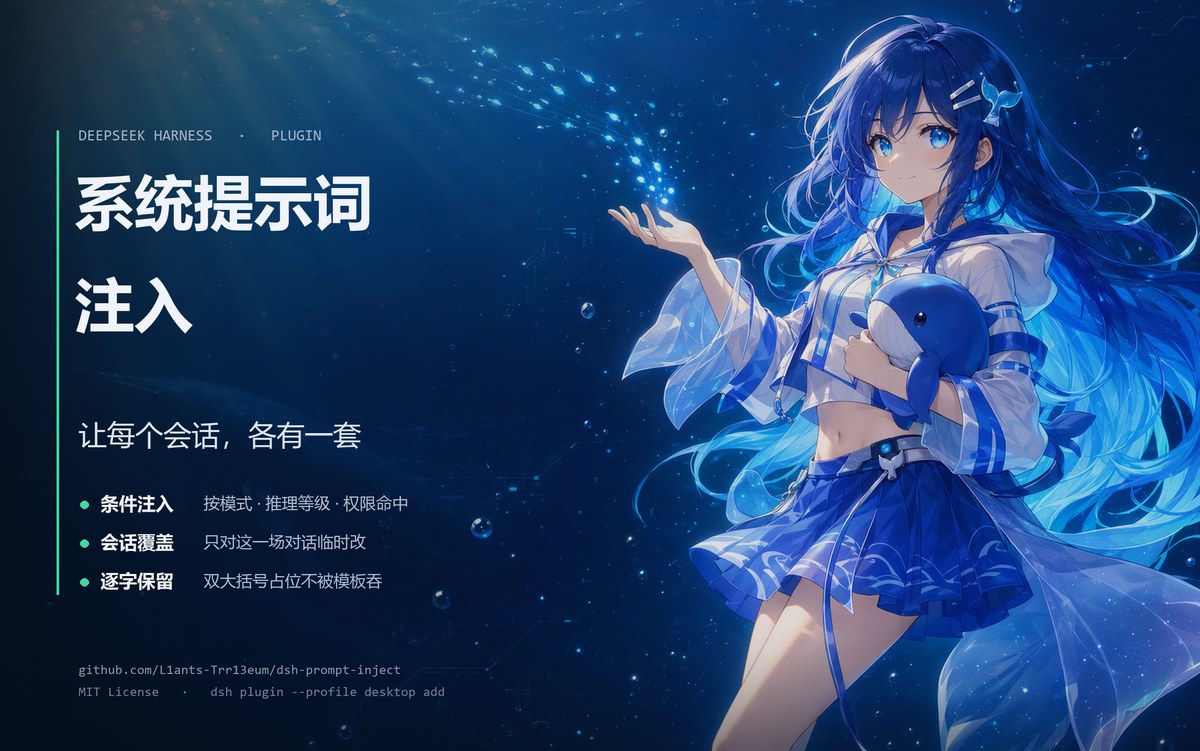 DEEPSEEK HARNESS · PLUGIN
系统提示词
注入
让每个会话，各有一套
条件注入 按模式 · 推理等级 · 权限命中
会话覆盖 只对这一场对话临时改
逐字保留 双大括号占位不被模板吞
github.com/L1ants-Trr13eum/dsh-prompt-inject
MIT License · dsh plugin --profile desktop add